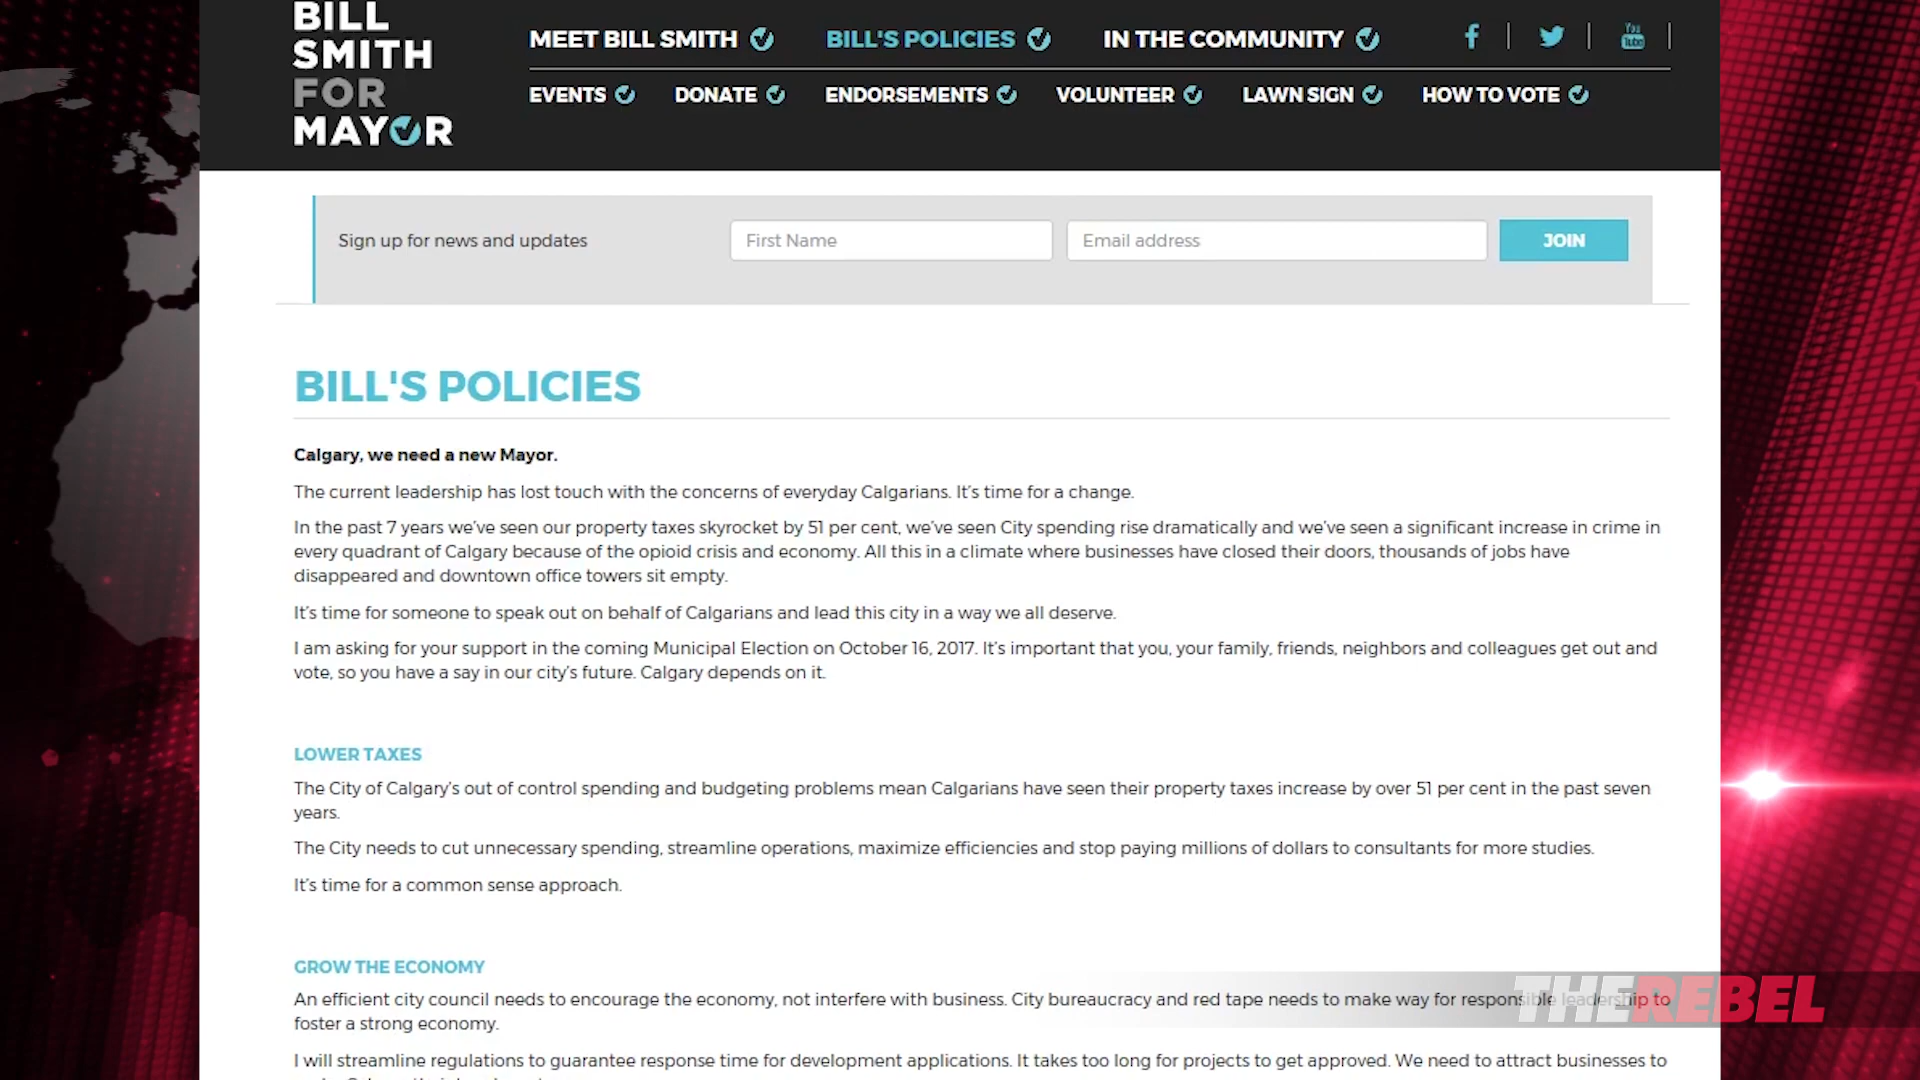 BILL
SMITH
FOR
MAYOR
MEET BILL SMITH
BILL'S POLICIES
IN THE COMMUNITY
You
Tube
EVENTS
DONATE
ENDORSEMENTS
VOLUNTEER
LAWN SIGN
HOW TO VOTE
Sign up for news and updates
First Name
Email address
JOIN
BILL'S POLICIES
Calgary, we need a new Mayor.
The current leadership has lost touch with the concerns of everyday Calgarians. It's time for a change.
In the past 7 years we've seen our property taxes skyrocket by 51 per cent, we've seen City spending rise dramatically and we've seen a significant increase in crime in
every quadrant of Calgary because of the opioid crisis and economy. All this in a climate where businesses have closed their doors, thousands of jobs have
disappeared and downtown office towers sit empty.
It's time for someone to speak out on behalf of Calgarians and lead this city in a way we all deserve.
I am asking for your support in the coming Municipal Election on October 16, 2017. It's important that you, your family, friends, neighbors and colleagues get out and
vote, so you have a say in our city's future. Calgary depends on it.
LOWER TAXES
The City of Calgary's out of control spending and budgeting problems mean Calgarians have seen their property taxes increase by over 51 per cent in the past seven
years.
The City needs to cut unnecessary spending, streamline operations, maximize efficiencies and stop paying millions of dollars to consultants for more studies.
It's time for a common sense approach.
GROW THE ECONOMY
An efficient city council needs to encourage the economy, not interfere with business. City bureaucracy and red tape needs to make way for responsible leadership to
foster a strong economy.
THE REBEL
I will streamline regulations to guarantee response time for development applications. It takes too long for projects to get approved. We need to attract businesses to